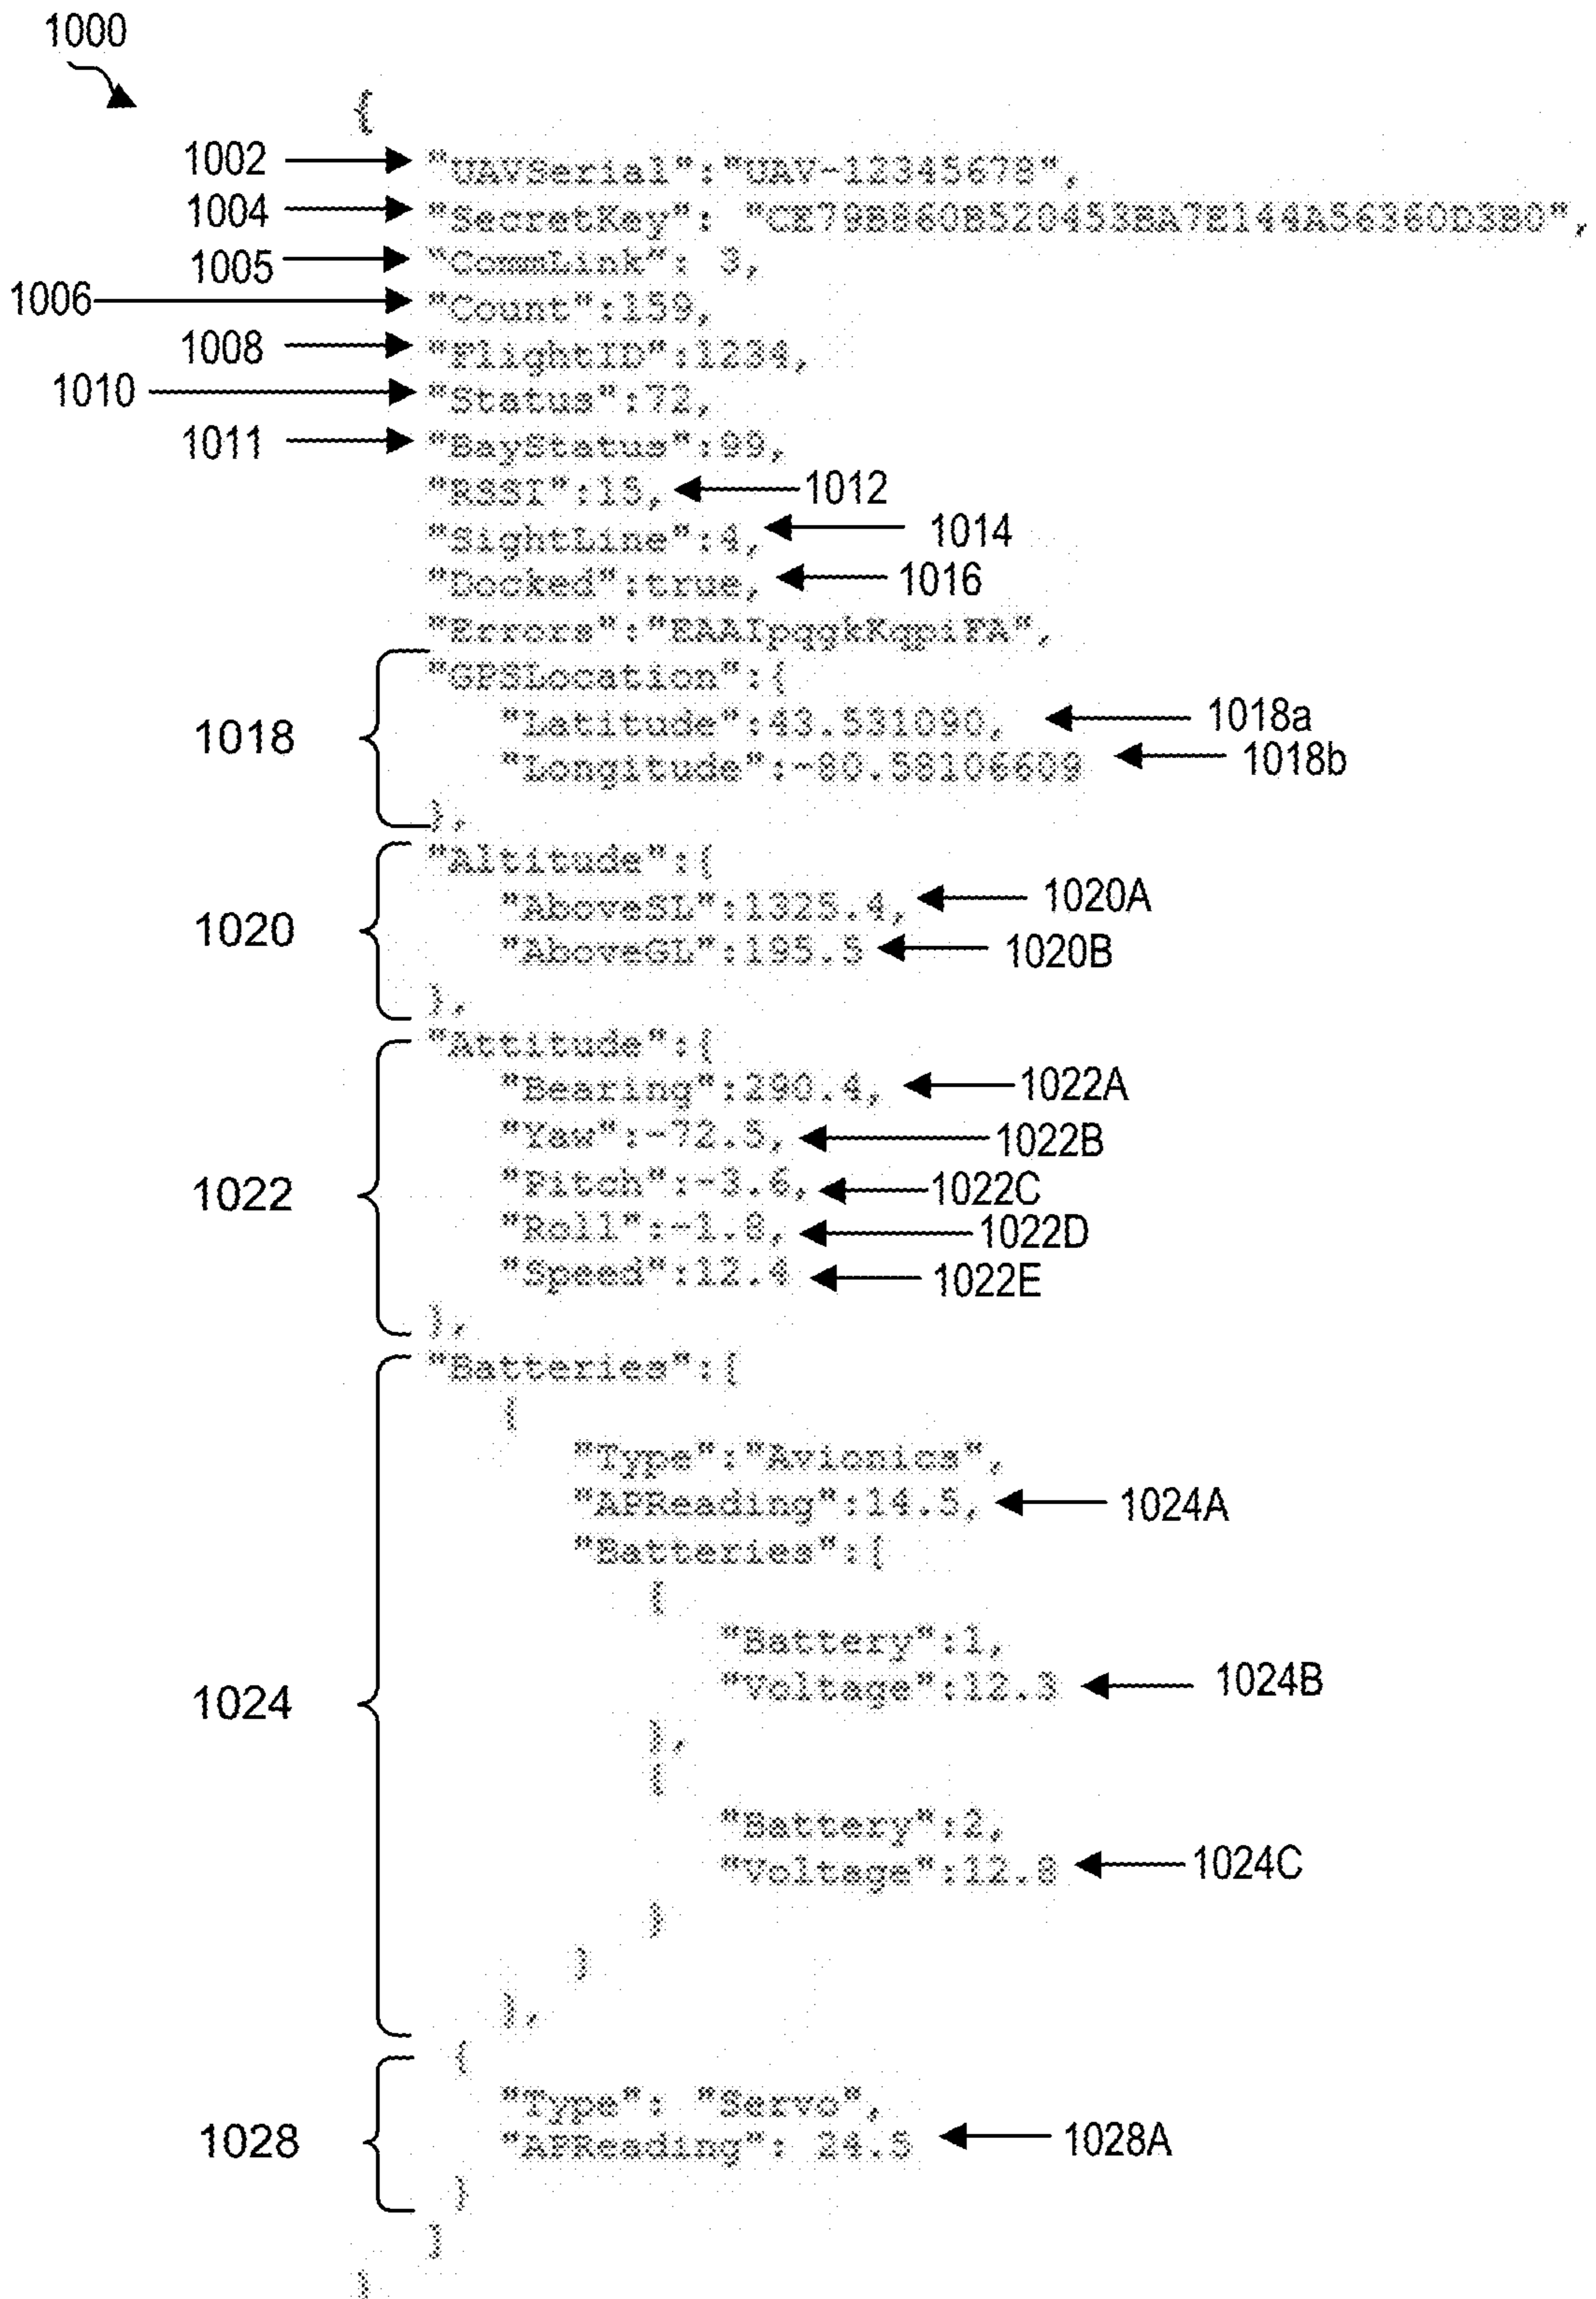 1000
{
1002 "UAVSerial":"UAV-12345678",
1004 "SecretKey": "CE79B860B520453BA7E144A56360D3B0",
1005 "CommLink": 3,
1006 "Count":159,
1008 "FlightID":1234,
1010 "Status":72,
1011 "BayStatus":99,
"RSSI":15, 1012
"SightLine":4, 1014
"Docked":true, 1016
"Errors":"EAAIpqgkKgpiFA",
1018 "GPSLocation":{
"Latitude":43.531090, 1018a
"Longitude":-80.58106609 1018b
},
1020 "Altitude":{
"AboveSL":1325.4, 1020A
"AboveGL":195.5 1020B
},
1022 "Attitude":{
"Bearing":290.4, 1022A
"Yaw":-72.5, 1022B
"Pitch":-3.6, 1022C
"Roll":-1.8, 1022D
"Speed":12.4 1022E
},
1024 "Batteries":[
{
"Type":"Avionics",
"APReading":14.5, 1024A
"Batteries":[
{
"Battery":1,
"Voltage":12.3 1024B
},
{
"Battery":2,
"Voltage":12.8 1024C
}
]
},
1028 {
"Type": "Servo",
"APReading": 24.5 1028A
}
]
}